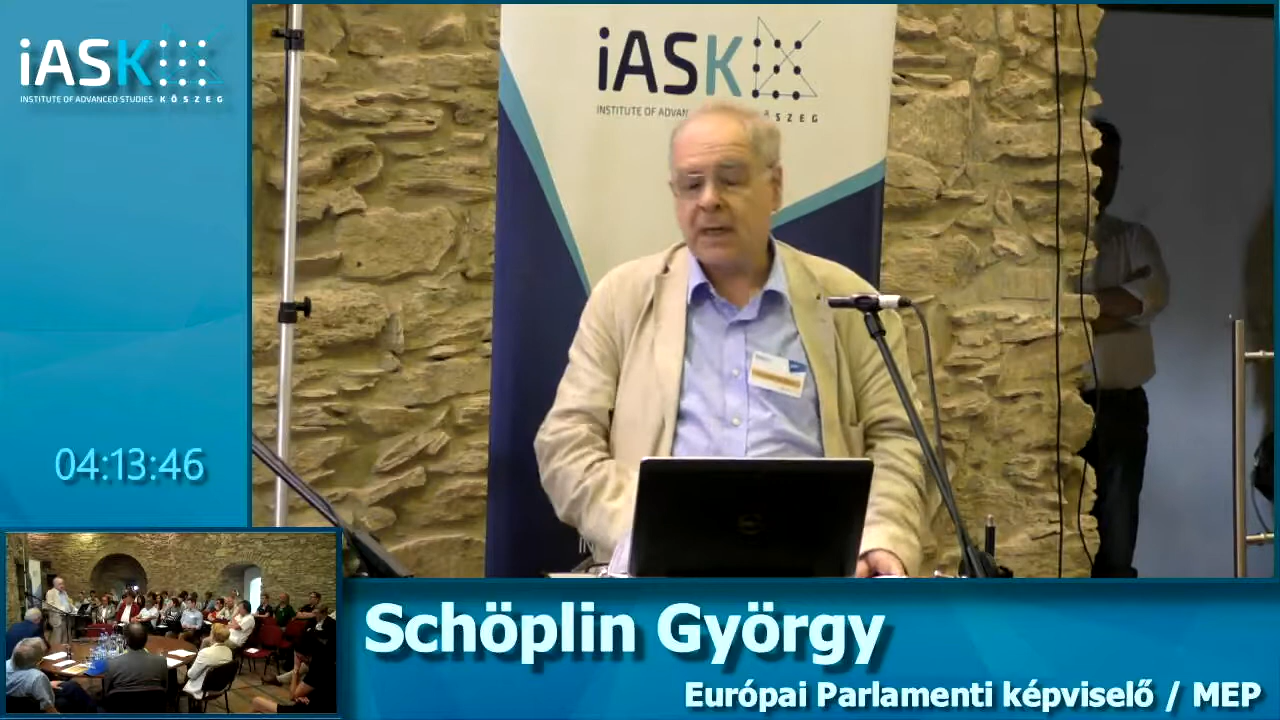 iASK
INSTITUTE OF ADVANCED STUDIES KŐSZEG
iASK
INSTITUTE OF ADVAN
SZEG
04:13:46
Schöplin György
Európai Parlamenti képviselő / MEP